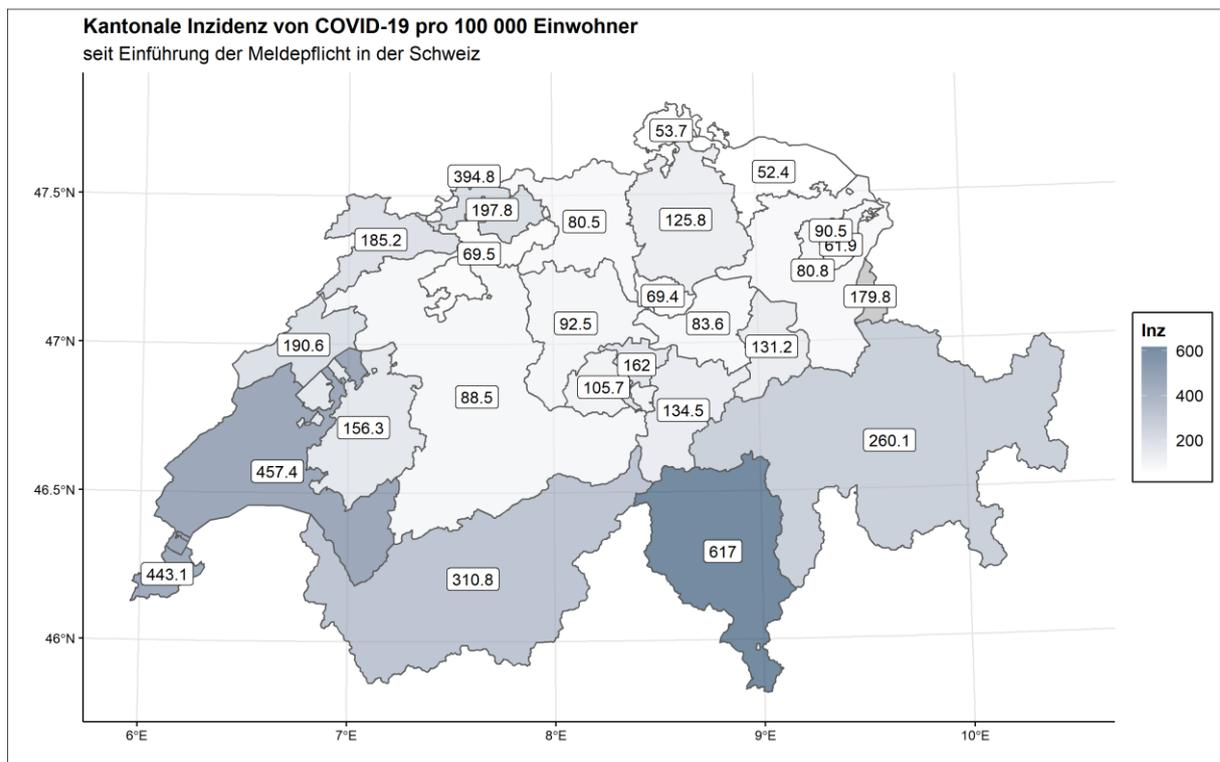 Kantonale Inzidenz von COVID-19 pro 100 000 Einwohner
seit Einführung der Meldepflicht in der Schweiz
53.7
394.8
52.4
47.5°N
197.8
80.5
125.8
90.5
61.9
185.2
69.5
80.8
69.4
179.8
92.5
83.6
190.6
47°N
131.2
162
105.7
88.5
134.5
156.3
260.1
457.4
46.5°N
617
443.1
310.8
46°N
6°E
7°E
8°E
9°E
10°E
Inz
600
400
200